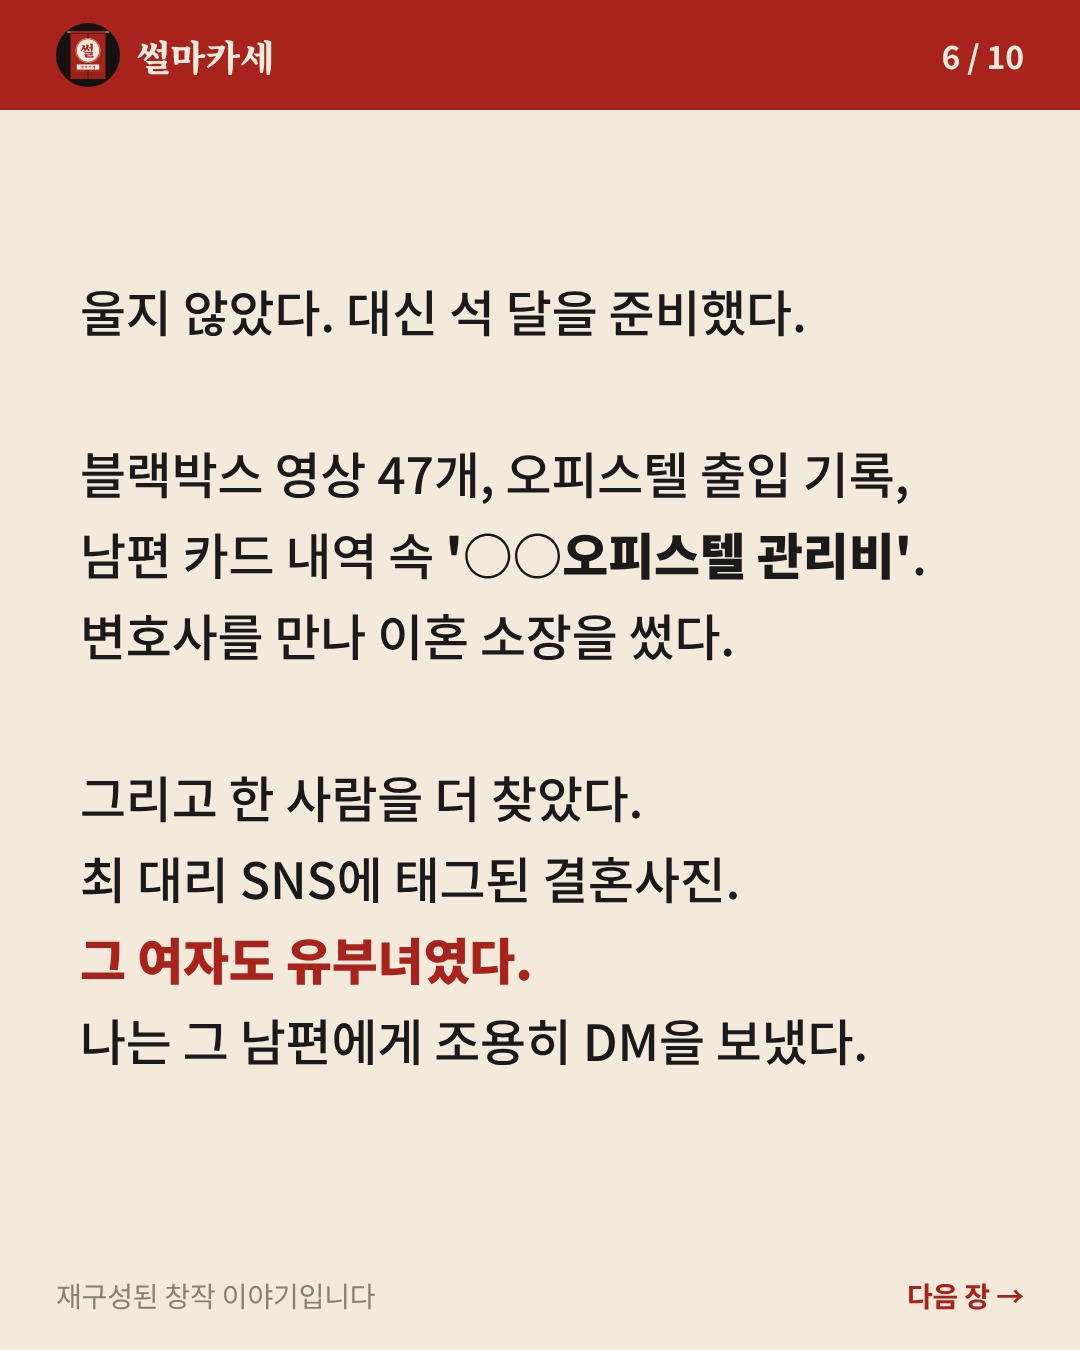 썰
썰마카세
6 / 10
울지 않았다. 대신 석 달을 준비했다.
블랙박스 영상 47개, 오피스텔 출입 기록,
남편 카드 내역 속 '○○오피스텔 관리비'.
변호사를 만나 이혼 소장을 썼다.
그리고 한 사람을 더 찾았다.
최 대리 SNS에 태그된 결혼사진.
그 여자도 유부녀였다.
나는 그 남편에게 조용히 DM을 보냈다.
재구성된 창작 이야기입니다
다음 장 →